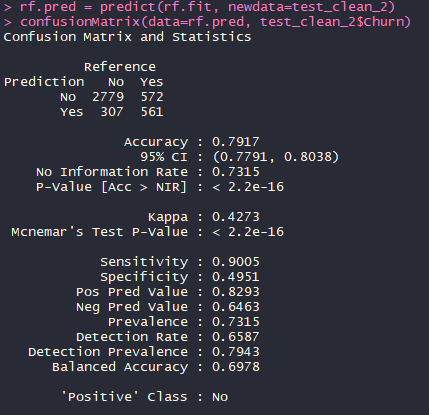 > rf.pred = predict(rf.fit, newdata=test_clean_2)
> confusionMatrix(data=rf.pred, test_clean_2$Churn)
Confusion Matrix and Statistics

          Reference
Prediction   No  Yes
       No  2779  572
       Yes  307  561

               Accuracy : 0.7917
                 95% CI : (0.7791, 0.8038)
    No Information Rate : 0.7315
    P-Value [Acc > NIR] : < 2.2e-16

                  Kappa : 0.4273
 Mcnemar's Test P-Value : < 2.2e-16

            Sensitivity : 0.9005
            Specificity : 0.4951
         Pos Pred Value : 0.8293
         Neg Pred Value : 0.6463
             Prevalence : 0.7315
         Detection Rate : 0.6587
   Detection Prevalence : 0.7943
      Balanced Accuracy : 0.6978

       'Positive' Class : No